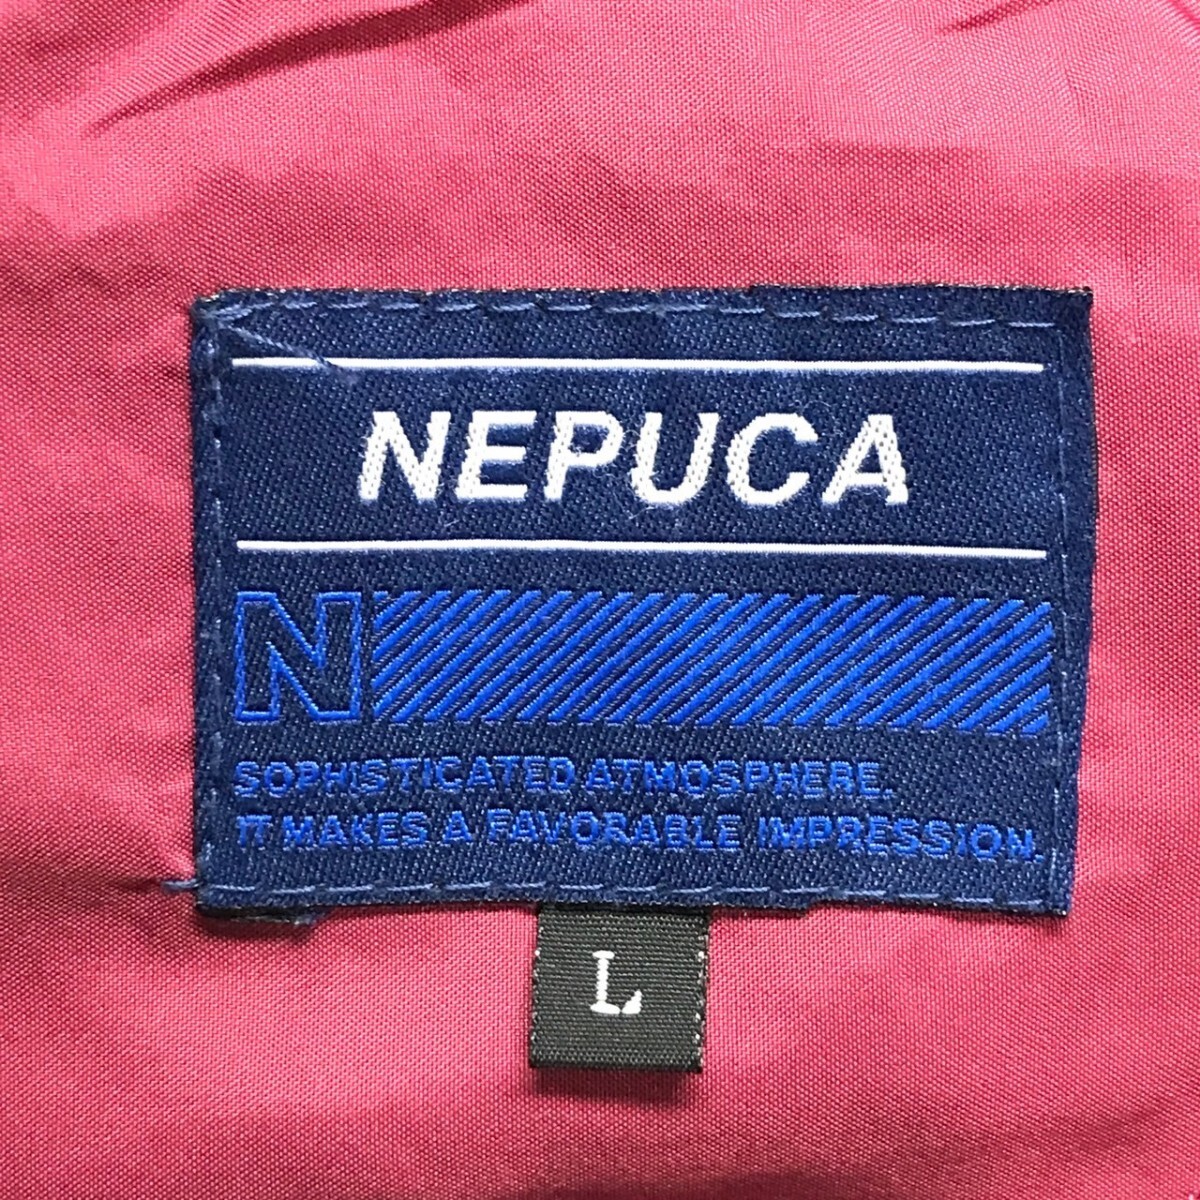 NEPUCA
N
SOPHISTICATED ATMOSPHERE.
IT MAKES A FAVORABLE IMPRESSION.
L